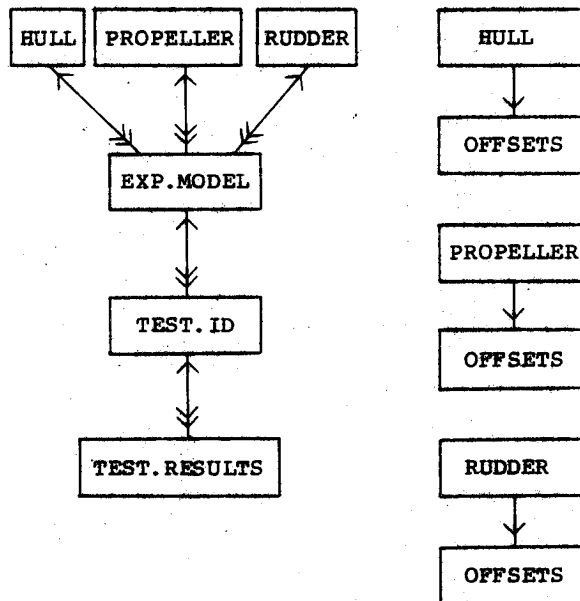 HULL
PROPELLER
RUDDER
EXP.MODEL
TEST.ID
TEST.RESULTS
HULL
OFFSETS
PROPELLER
OFFSETS
RUDDER
OFFSETS